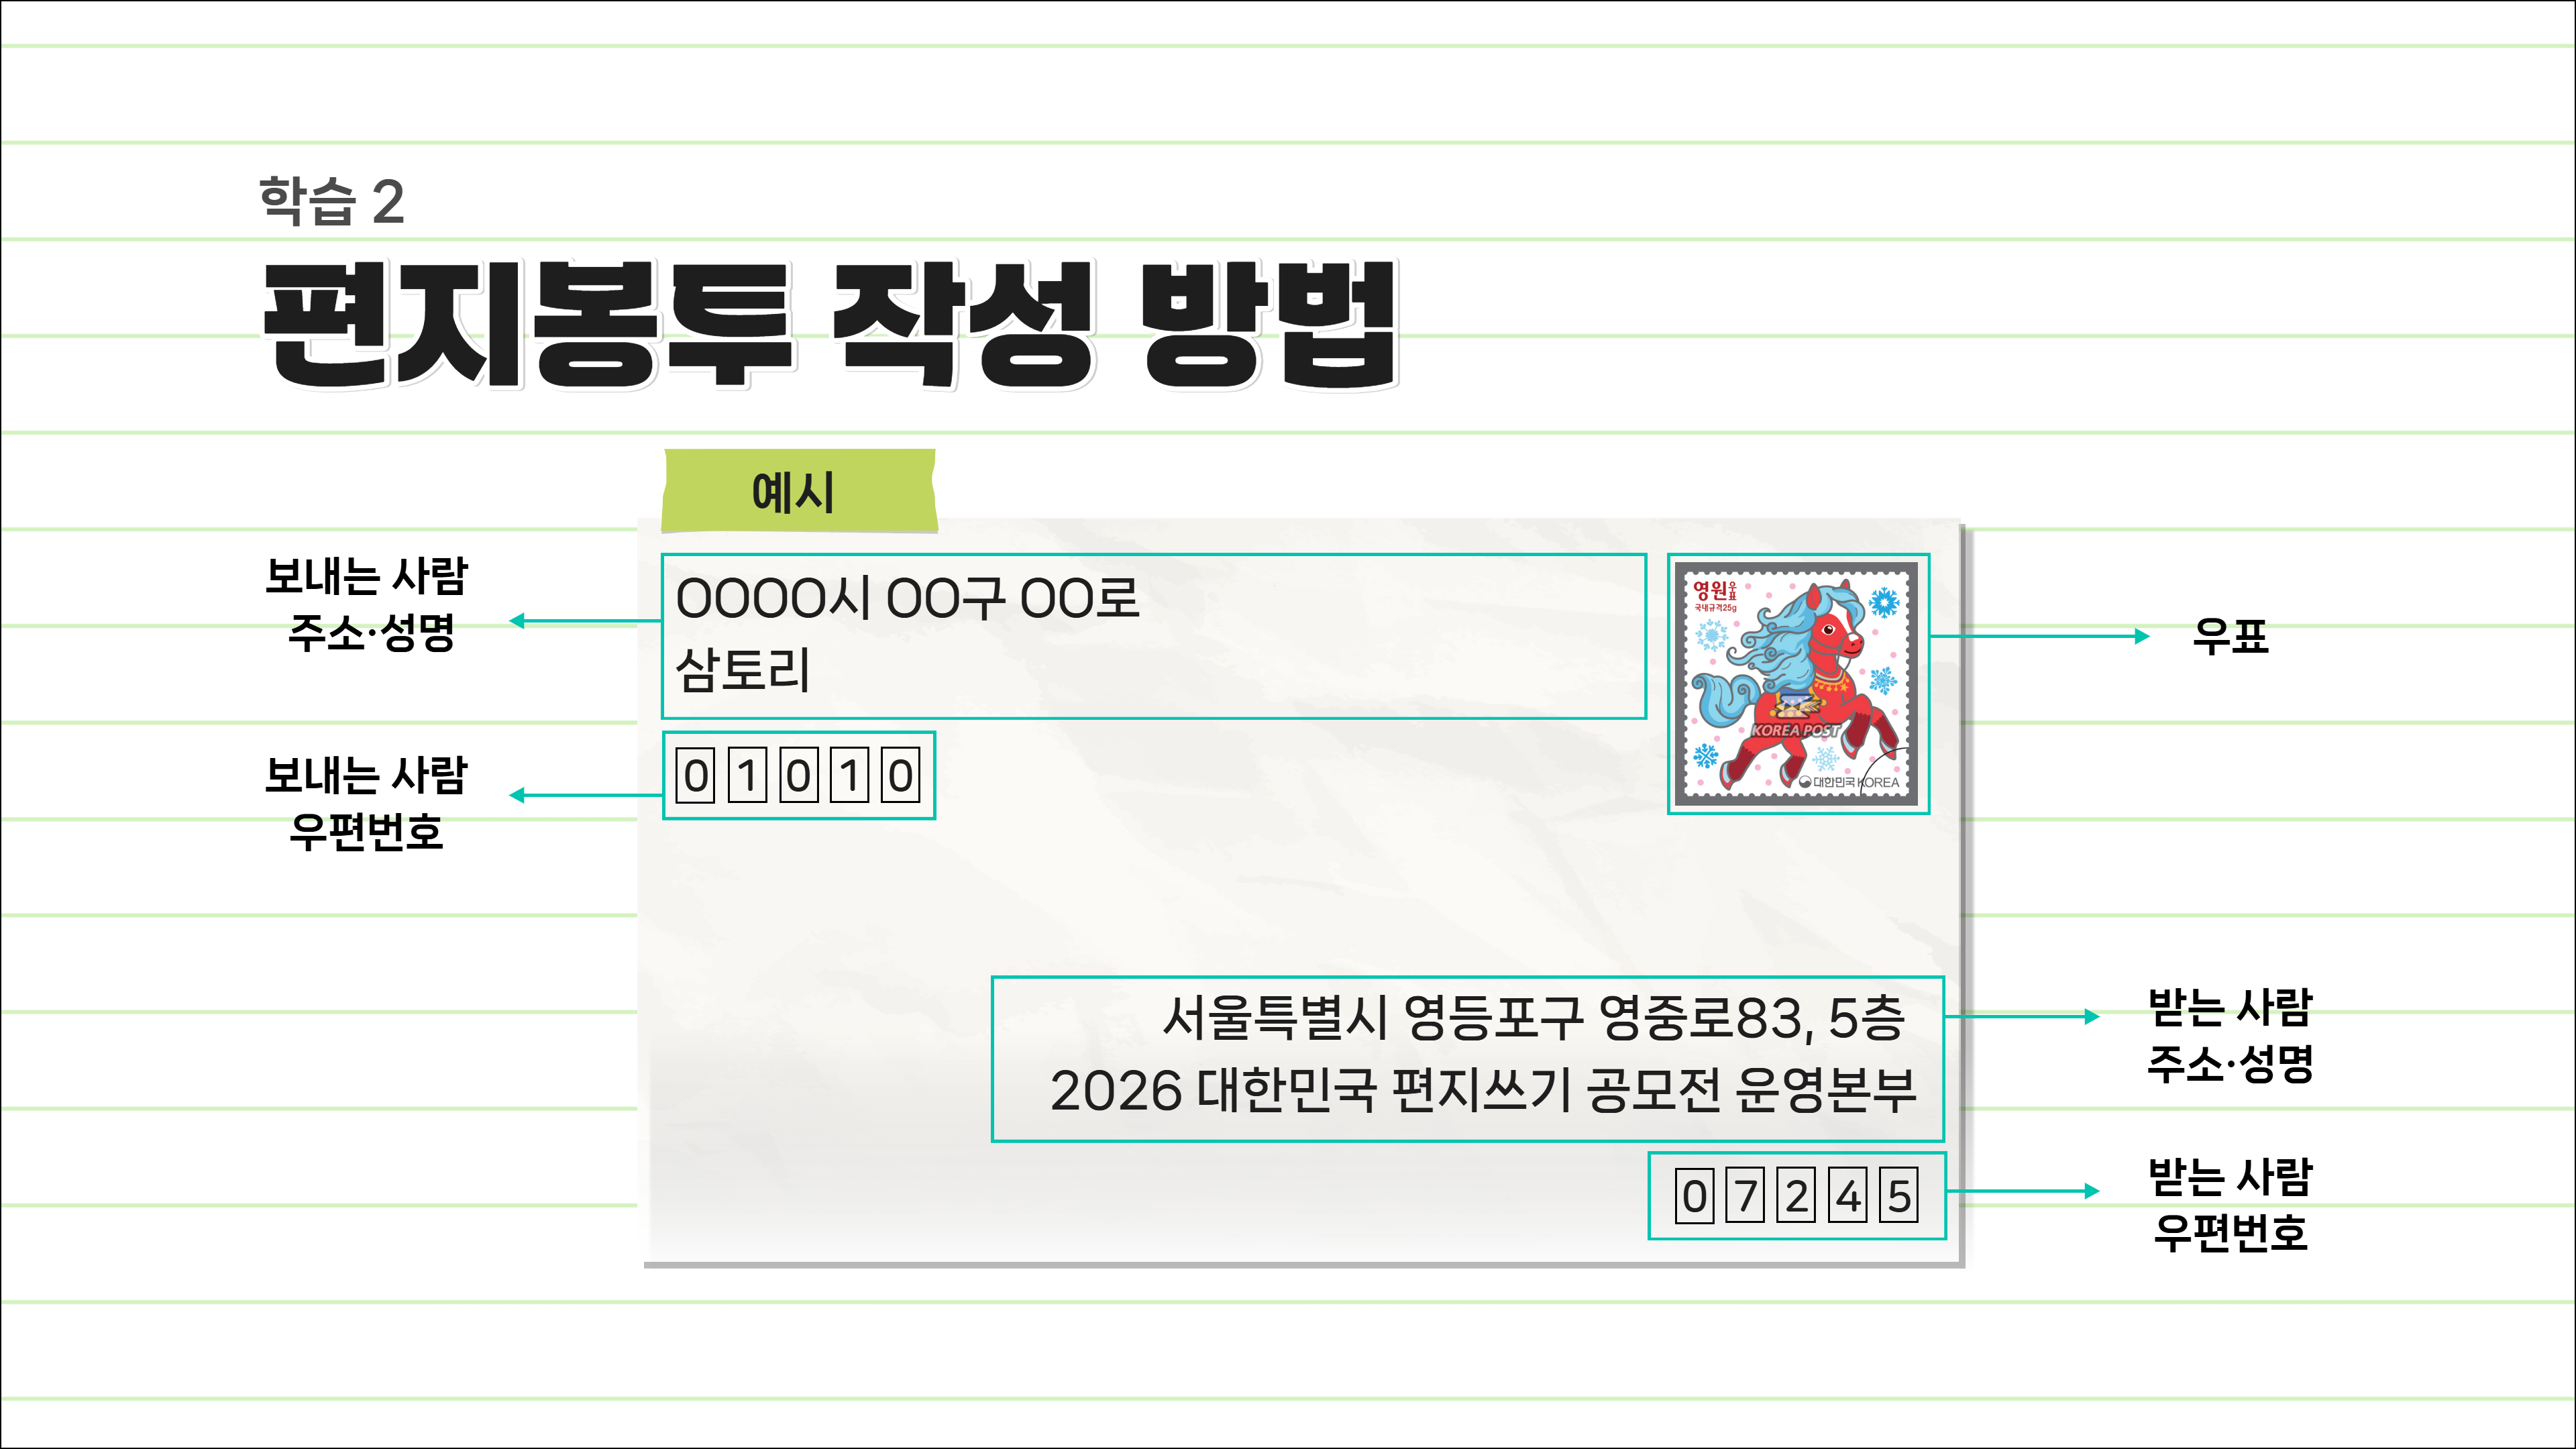 학습 2
편지봉투 작성 방법
예시
보내는 사람
주소·성명
OOOO시 OO구 OO로
삼토리
영원우표
국내규격25g
KOREA POST
대한민국 KOREA
우표
보내는 사람
우편번호
0 1 0 1 0
서울특별시 영등포구 영중로83, 5층
2026 대한민국 편지쓰기 공모전 운영본부
받는 사람
주소·성명
0 7 2 4 5
받는 사람
우편번호